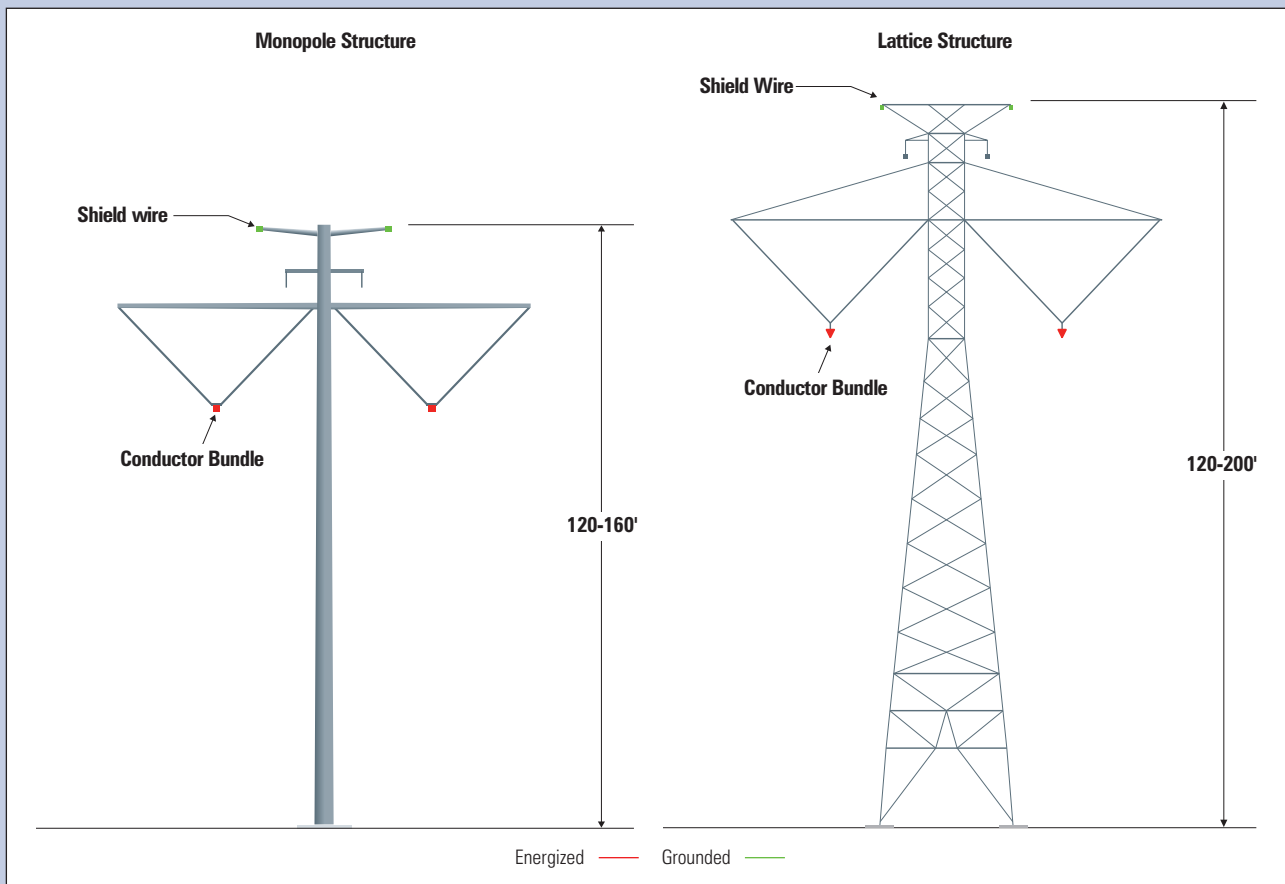 Monopole Structure
Lattice Structure
Shield Wire
Shield wire
Conductor Bundle
Conductor Bundle
120-160'
120-200'
Energized
Grounded